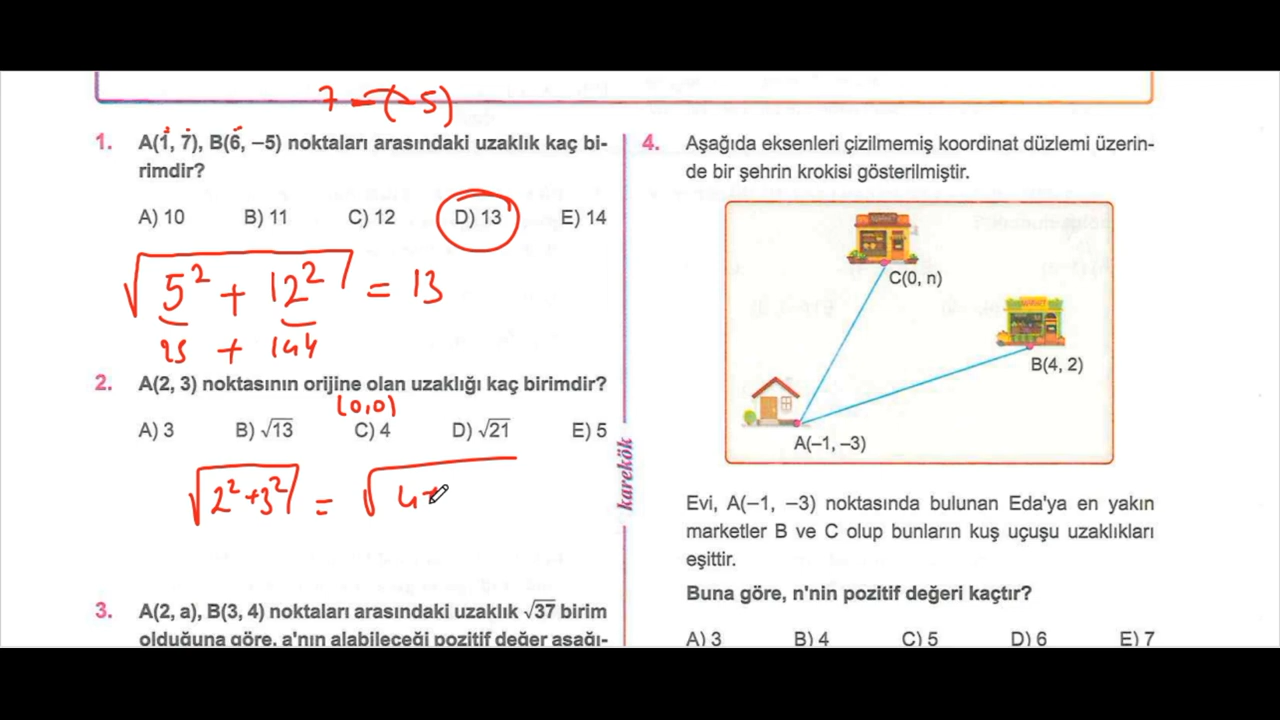 7 - (-5)
1. A(1, 7), B(6, −5) noktaları arasındaki uzaklık kaç bi-
rimdir?
A) 10 B) 11 C) 12 D) 13 E) 14
√5² + 12² = 13
25 + 144
2. A(2, 3) noktasının orijine olan uzaklığı kaç birimdir?
(0,0)
A) 3 B) √13 C) 4 D) √21 E) 5
√2²+3² = √4+
3. A(2, a), B(3, 4) noktaları arasındaki uzaklık √37 birim
olduğuna göre, a'nın alabileceği pozitif değer aşağı-
karekök
4. Aşağıda eksenleri çizilmemiş koordinat düzlemi üzerin-
de bir şehrin krokisi gösterilmiştir.
C(0, n)
B(4, 2)
A(−1, −3)
Evi, A(−1, −3) noktasında bulunan Eda'ya en yakın
marketler B ve C olup bunların kuş uçuşu uzaklıkları
eşittir.
Buna göre, n'nin pozitif değeri kaçtır?
A) 3 B) 4 C) 5 D) 6 E) 7